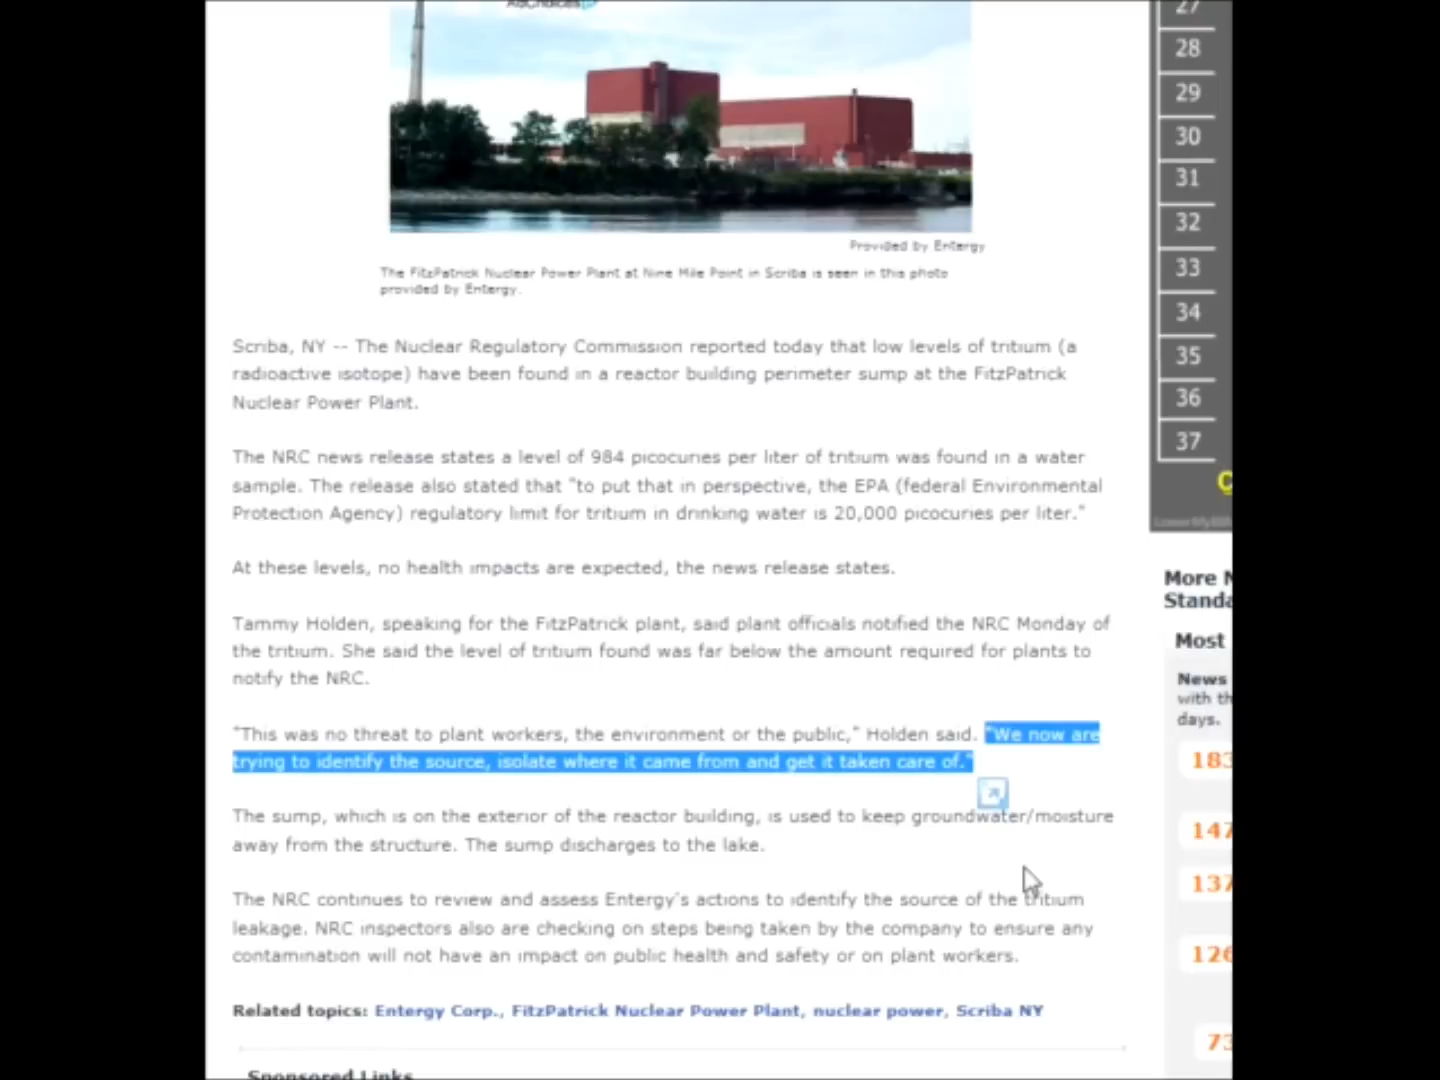 27
28
29
30
31
32
33
34
35
36
37
Provided by Entergy
The FitzPatrick Nuclear Power Plant at Nine Mile Point in Scriba is seen in this photo
provided by Entergy.
Scriba, NY -- The Nuclear Regulatory Commission reported today that low levels of tritium (a
radioactive isotope) have been found in a reactor building perimeter sump at the FitzPatrick
Nuclear Power Plant.
The NRC news release states a level of 984 picocuries per liter of tritium was found in a water
sample. The release also stated that "to put that in perspective, the EPA (federal Environmental
Protection Agency) regulatory limit for tritium in drinking water is 20,000 picocuries per liter."
At these levels, no health impacts are expected, the news release states.
Tammy Holden, speaking for the FitzPatrick plant, said plant officials notified the NRC Monday of
the tritium. She said the level of tritium found was far below the amount required for plants to
notify the NRC.
"This was no threat to plant workers, the environment or the public," Holden said. "We now are
trying to identify the source, isolate where it came from and get it taken care of."
The sump, which is on the exterior of the reactor building, is used to keep groundwater/moisture
away from the structure. The sump discharges to the lake.
The NRC continues to review and assess Entergy's actions to identify the source of the tritium
leakage. NRC inspectors also are checking on steps being taken by the company to ensure any
contamination will not have an impact on public health and safety or on plant workers.
Related topics: Entergy Corp., FitzPatrick Nuclear Power Plant, nuclear power, Scriba NY
Sponsored Links
More N
Standa
Most
News
with th
days.
183
147
137
126
73